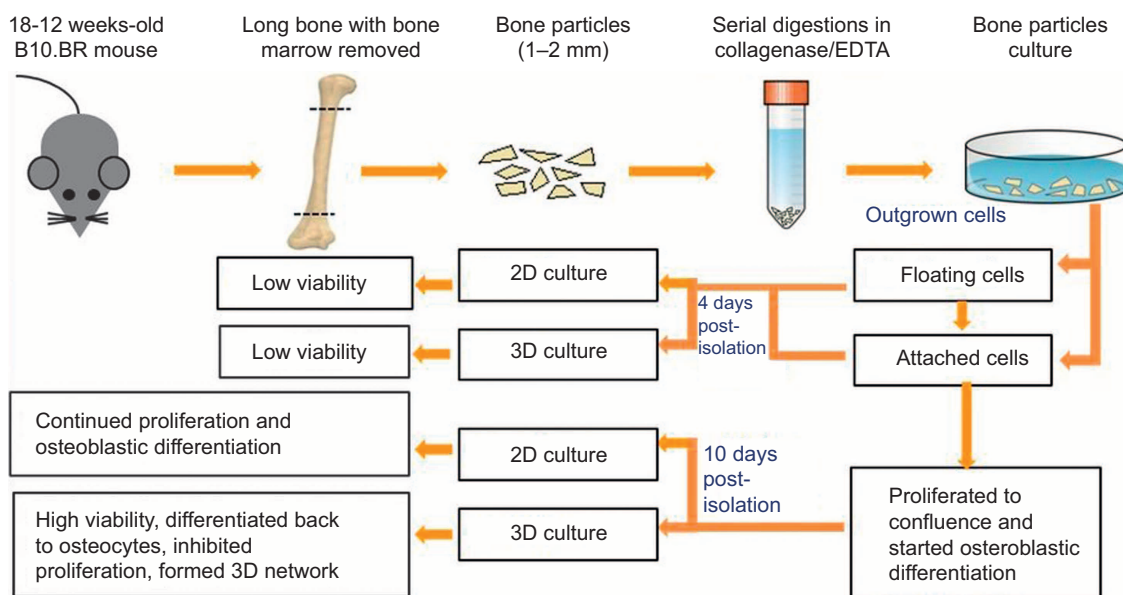 18-12 weeks-old
B10.BR mouse
Long bone with bone
marrow removed
Bone particles
(1–2 mm)
Serial digestions in
collagenase/EDTA
Bone particles
culture
Outgrown cells
Low viability
2D culture
Floating cells
4 days
post-
isolation
Low viability
3D culture
Attached cells
Continued proliferation and
osteoblastic differentiation
2D culture
10 days
post-
isolation
High viability, differentiated back
to osteocytes, inhibited
proliferation, formed 3D network
3D culture
Proliferated to
confluence and
started osteroblastic
differentiation